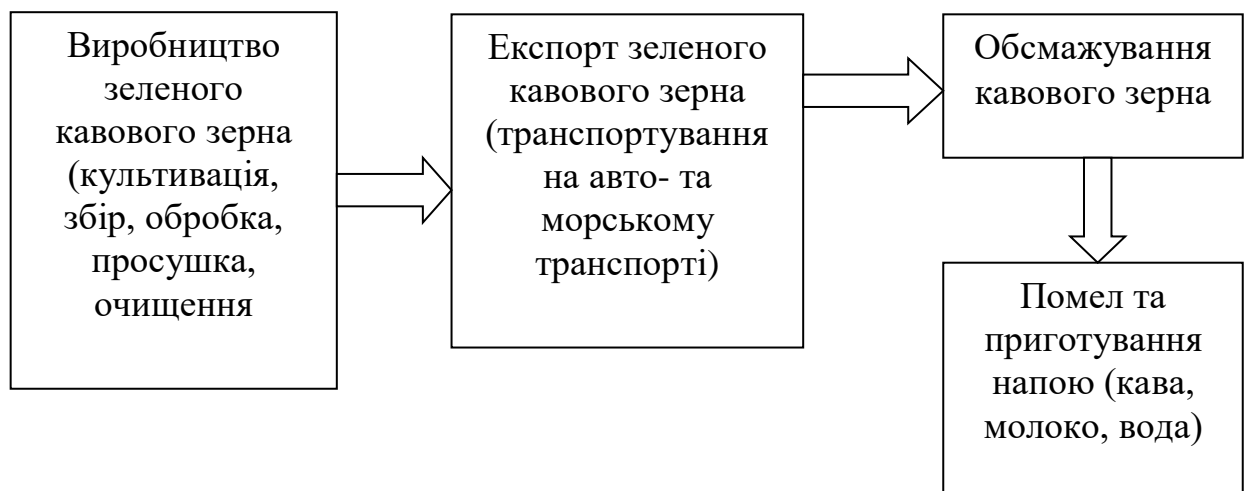 Виробництво
зеленого
кавового зерна
(культивація,
збір, обробка,
просушка,
очищення
Експорт зеленого
кавового зерна
(транспортування
на авто- та
морському
транспорті)
Обсмажування
кавового зерна
Помел та
приготування
напою (кава,
молоко, вода)